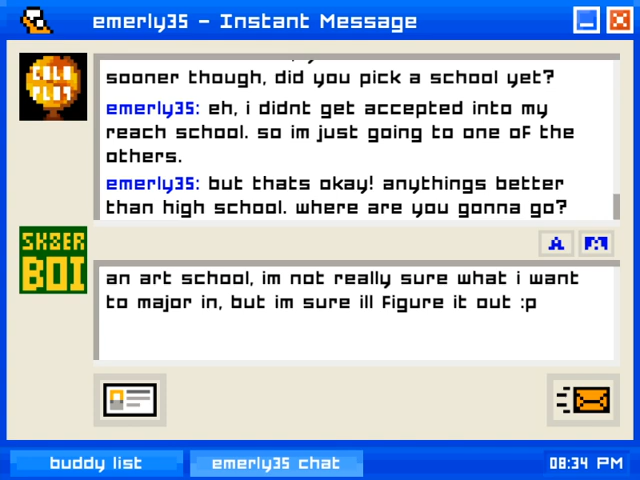 emerly35 - Instant Message
COLD
PLAY
sooner though, did you pick a school yet?
emerly35: eh, i didnt get accepted into my
reach school. so im just going to one of the
others.
emerly35: but thats okay! anythings better
than high school. where are you gonna go?
SK8ER
BOI
A
an art school, im not really sure what i want
to major in, but im sure ill figure it out :p
buddy list
emerly35 chat
08:34 PM